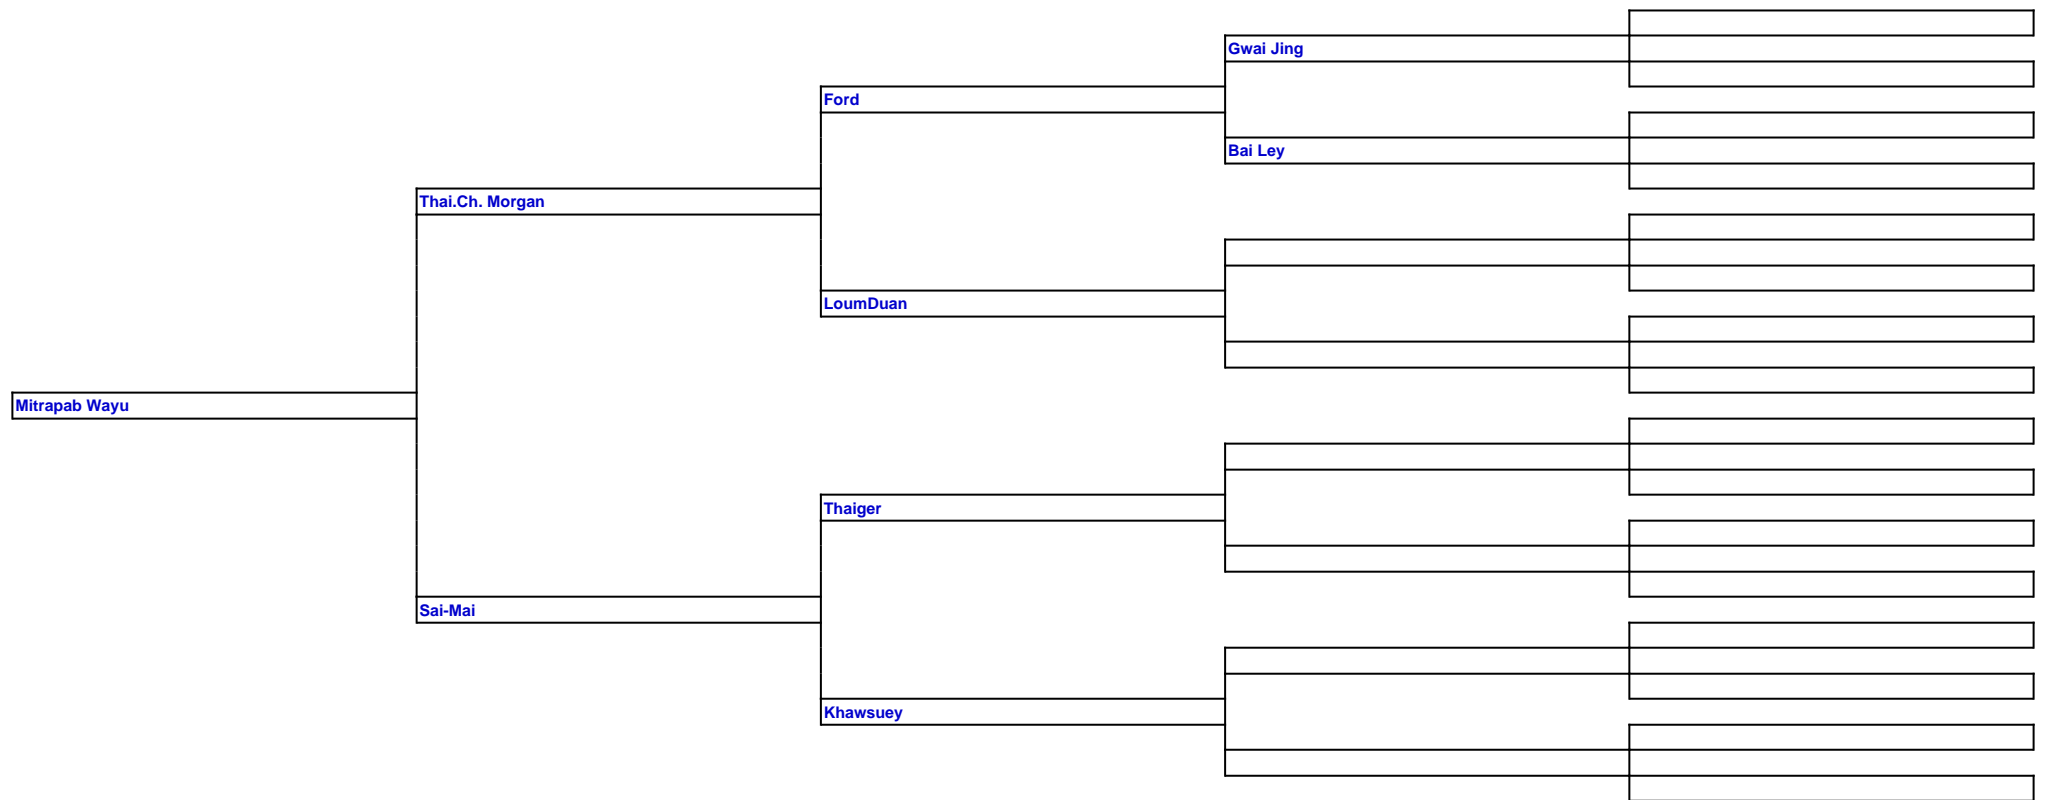 Gwai Jing
Ford
Bai Ley
Thai.Ch. Morgan
LoumDuan
Mitrapab Wayu
Thaiger
Sai-Mai
Khawsuey